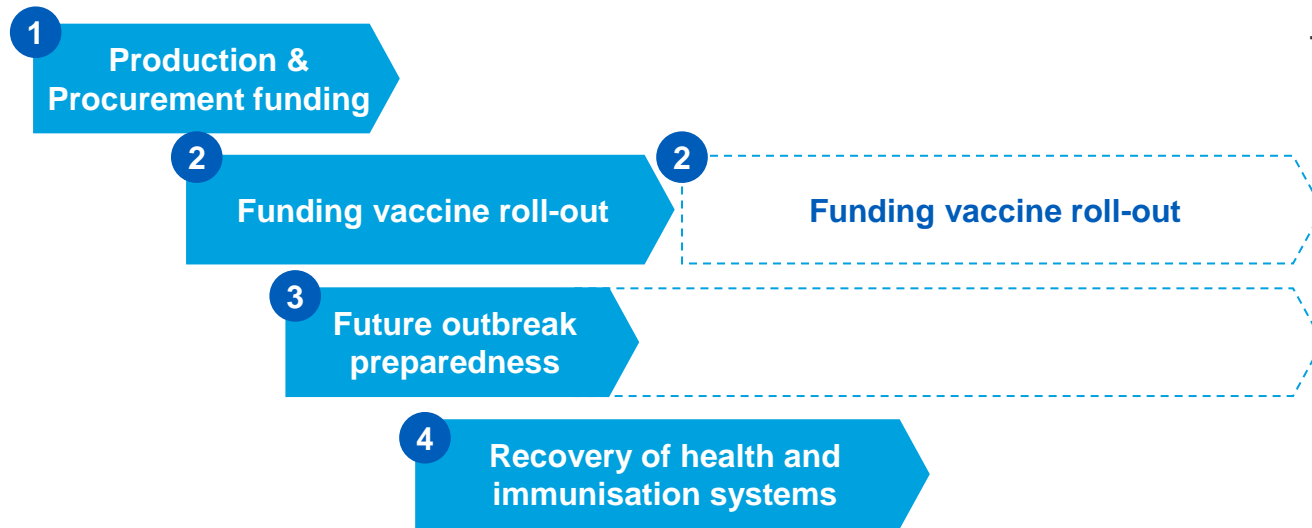 1
Production &
Procurement funding
2
Funding vaccine roll-out
2
Funding vaccine roll-out
3
Future outbreak
preparedness
4
Recovery of health and
immunisation systems